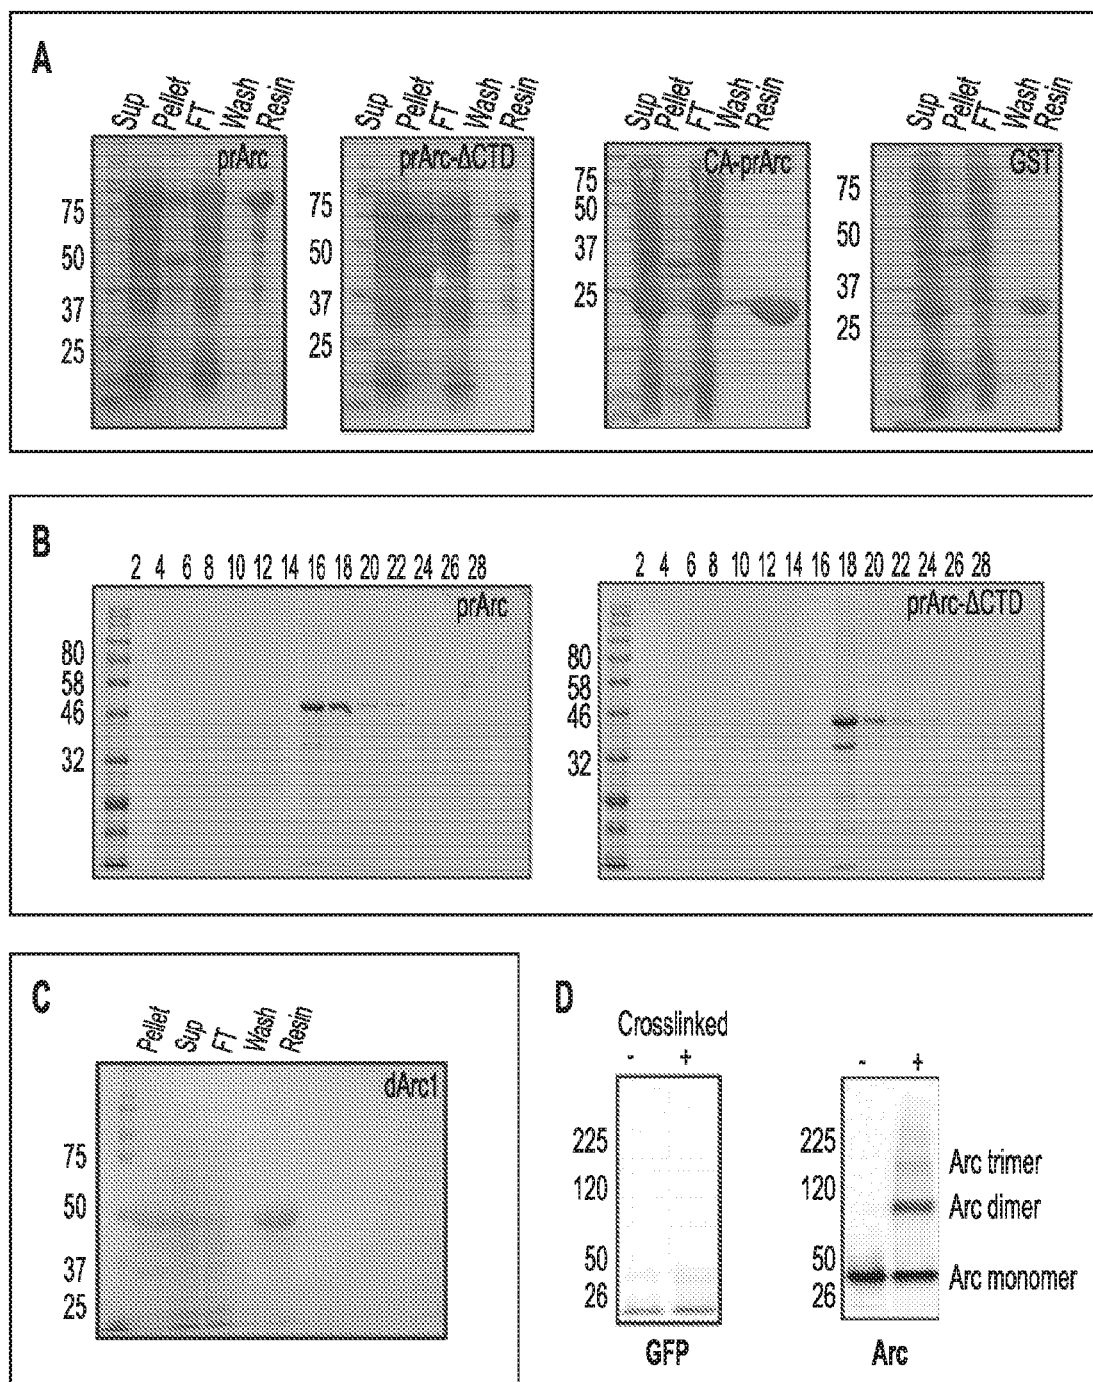 A
Sup Pellet FT Wash Resin
prArc
75
50
37
25
Sup Pellet FT Wash Resin
prArc-ΔCTD
75
50
37
25
Sup Pellet FT Wash Resin
CA-prArc
75
50
37
25
Sup Pellet FT Wash Resin
GST
75
50
37
25
B
2 4 6 8 10 12 14 16 18 20 22 24 26 28
prArc
80
58
46
32
2 4 6 8 10 12 14 16 18 20 22 24 26 28
prArc-ΔCTD
80
58
46
32
C
Pellet Sup FT Wash Resin
dArc1
75
50
37
25
D
Crosslinked
- +
225
120
50
26
GFP
- +
225
120
50
26
Arc trimer
Arc dimer
Arc monomer
Arc